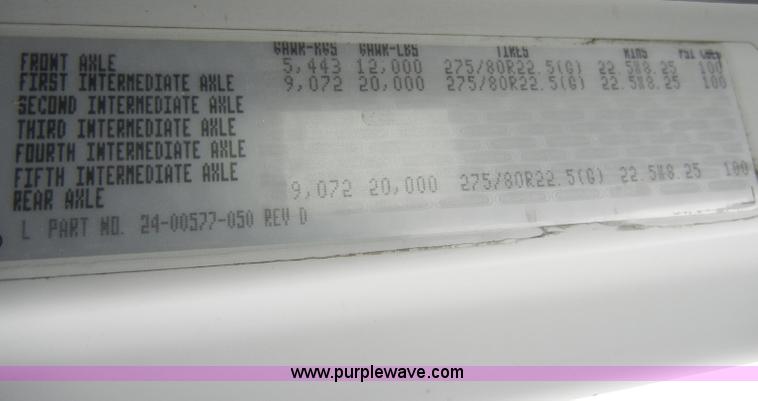 GAWR-KGS GAWR-LBS TIRES RIMS PSI COLD
FRONT AXLE 5,443 12,000 275/80R22.5(G) 22.5X8.25 100
FIRST INTERMEDIATE AXLE 9,072 20,000 275/80R22.5(G) 22.5X8.25 100
SECOND INTERMEDIATE AXLE
THIRD INTERMEDIATE AXLE
FOURTH INTERMEDIATE AXLE
FIFTH INTERMEDIATE AXLE
REAR AXLE 9,072 20,000 275/80R22.5(G) 22.5X8.25 100
L PART NO. 24-00577-050 REV D
www.purplewave.com